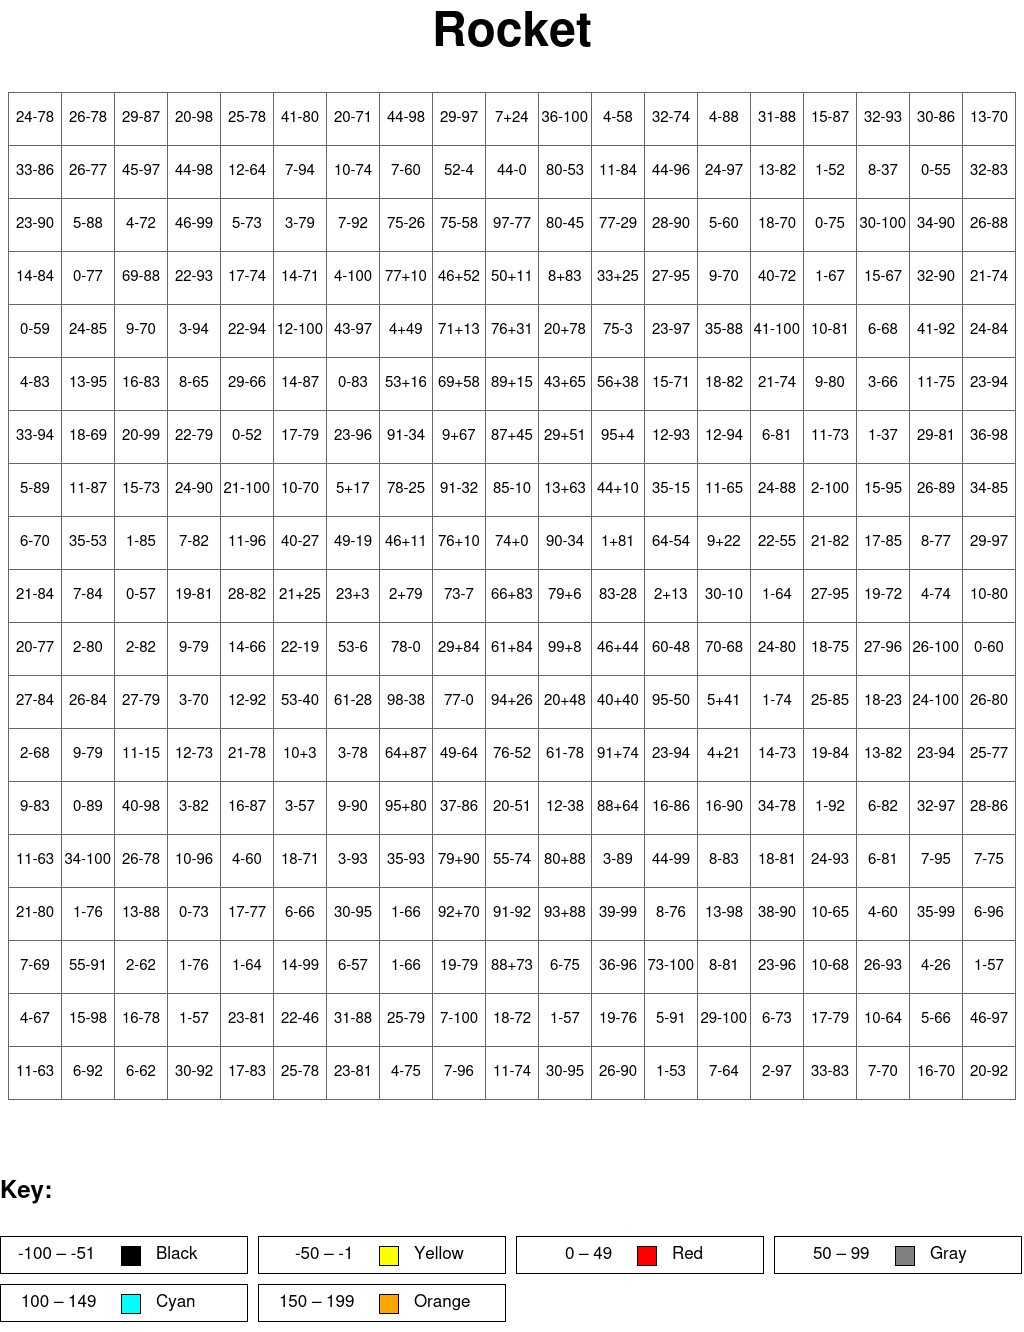 Rocket
24-78 26-78 29-87 20-98 25-78 41-80 20-71 44-98 29-97 7+24 36-100 4-58 32-74 4-88 31-88 15-87 32-93 30-86 13-70
33-86 26-77 45-97 44-98 12-64 7-94 10-74 7-60 52-4 44-0 80-53 11-84 44-96 24-97 13-82 1-52 8-37 0-55 32-83
23-90 5-88 4-72 46-99 5-73 3-79 7-92 75-26 75-58 97-77 80-45 77-29 28-90 5-60 18-70 0-75 30-100 34-90 26-88
14-84 0-77 69-88 22-93 17-74 14-71 4-100 77+10 46+52 50+11 8+83 33+25 27-95 9-70 40-72 1-67 15-67 32-90 21-74
0-59 24-85 9-70 3-94 22-94 12-100 43-97 4+49 71+13 76+31 20+78 75-3 23-97 35-88 41-100 10-81 6-68 41-92 24-84
4-83 13-95 16-83 8-65 29-66 14-87 0-83 53+16 69+58 89+15 43+65 56+38 15-71 18-82 21-74 9-80 3-66 11-75 23-94
33-94 18-69 20-99 22-79 0-52 17-79 23-96 91-34 9+67 87+45 29+51 95+4 12-93 12-94 6-81 11-73 1-37 29-81 36-98
5-89 11-87 15-73 24-90 21-100 10-70 5+17 78-25 91-32 85-10 13+63 44+10 35-15 11-65 24-88 2-100 15-95 26-89 34-85
6-70 35-53 1-85 7-82 11-96 40-27 49-19 46+11 76+10 74+0 90-34 1+81 64-54 9+22 22-55 21-82 17-85 8-77 29-97
21-84 7-84 0-57 19-81 28-82 21+25 23+3 2+79 73-7 66+83 79+6 83-28 2+13 30-10 1-64 27-95 19-72 4-74 10-80
20-77 2-80 2-82 9-79 14-66 22-19 53-6 78-0 29+84 61+84 99+8 46+44 60-48 70-68 24-80 18-75 27-96 26-100 0-60
27-84 26-84 27-79 3-70 12-92 53-40 61-28 98-38 77-0 94+26 20+48 40+40 95-50 5+41 1-74 25-85 18-23 24-100 26-80
2-68 9-79 11-15 12-73 21-78 10+3 3-78 64+87 49-64 76-52 61-78 91+74 23-94 4+21 14-73 19-84 13-82 23-94 25-77
9-83 0-89 40-98 3-82 16-87 3-57 9-90 95+80 37-86 20-51 12-38 88+64 16-86 16-90 34-78 1-92 6-82 32-97 28-86
11-63 34-100 26-78 10-96 4-60 18-71 3-93 35-93 79+90 55-74 80+88 3-89 44-99 8-83 18-81 24-93 6-81 7-95 7-75
21-80 1-76 13-88 0-73 17-77 6-66 30-95 1-66 92+70 91-92 93+88 39-99 8-76 13-98 38-90 10-65 4-60 35-99 6-96
7-69 55-91 2-62 1-76 1-64 14-99 6-57 1-66 19-79 88+73 6-75 36-96 73-100 8-81 23-96 10-68 26-93 4-26 1-57
4-67 15-98 16-78 1-57 23-81 22-46 31-88 25-79 7-100 18-72 1-57 19-76 5-91 29-100 6-73 17-79 10-64 5-66 46-97
11-63 6-92 6-62 30-92 17-83 25-78 23-81 4-75 7-96 11-74 30-95 26-90 1-53 7-64 2-97 33-83 7-70 16-70 20-92
Key:
-100 – -51 Black -50 – -1 Yellow 0 – 49 Red 50 – 99 Gray
100 – 149 Cyan 150 – 199 Orange